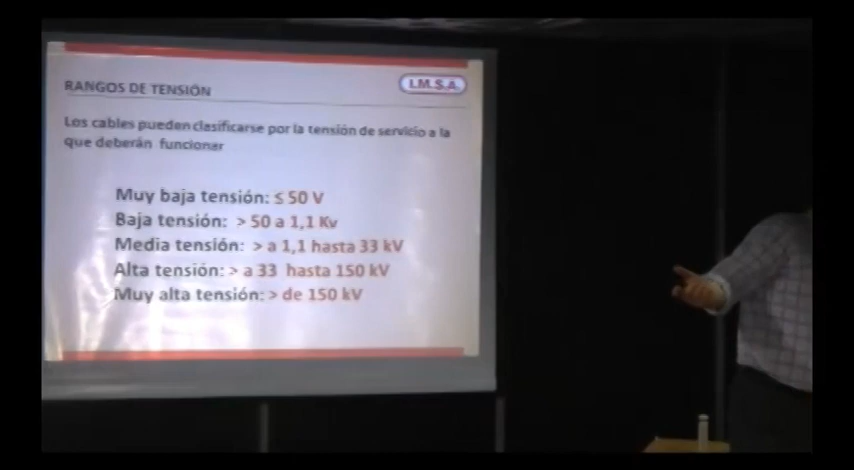 RANGOS DE TENSIÓN
I.M.S.A.
Los cables pueden clasificarse por la tensión de servicio a la
que deberán funcionar
Muy baja tensión: ≤ 50 V
Baja tensión: > 50 a 1,1 Kv
Media tensión: > a 1,1 hasta 33 kV
Alta tensión: > a 33 hasta 150 kV
Muy alta tensión: > de 150 kV